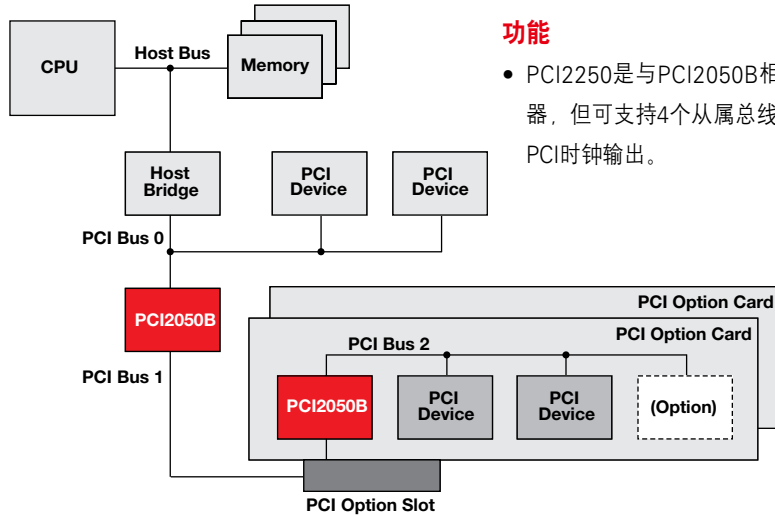 功能
CPU
Host Bus
Memory
• PCI2250是与PCI2050B相
器，但可支持4个从属总线
PCI时钟输出。
Host
Bridge
PCI
Device
PCI
Device
PCI Bus 0
PCI2050B
PCI Option Card
PCI Option Card
PCI Bus 2
PCI Bus 1
PCI2050B
PCI
Device
PCI
Device
(Option)
PCI Option Slot